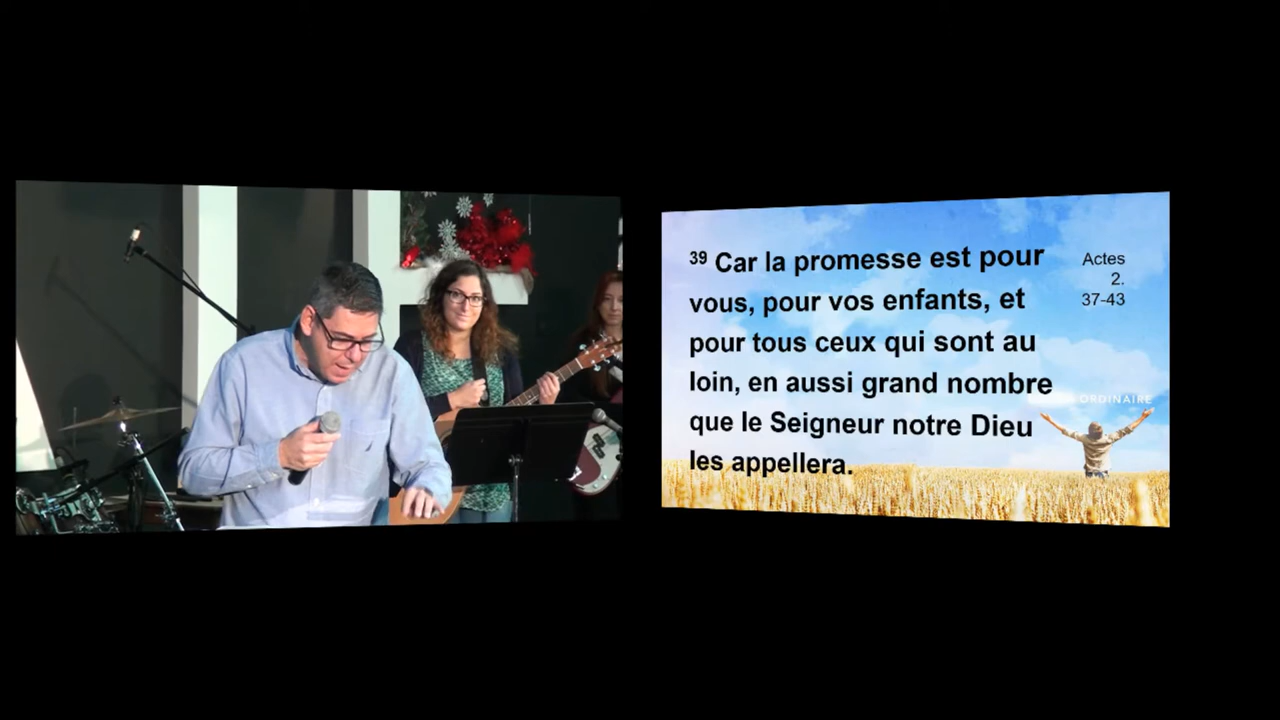 39 Car la promesse est pour
vous, pour vos enfants, et
pour tous ceux qui sont au
loin, en aussi grand nombre
que le Seigneur notre Dieu
les appellera.
Actes
2.
37-43
ORDINAIRE